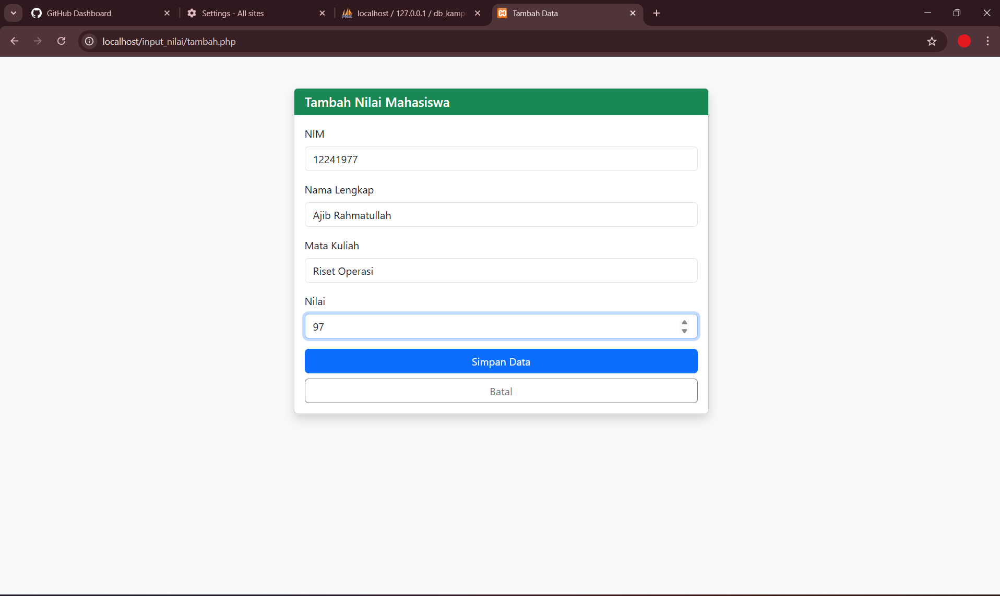 GitHub Dashboard
Settings - All sites
localhost / 127.0.0.1 / db_kamp
Tambah Data
localhost/input_nilai/tambah.php
Tambah Nilai Mahasiswa
NIM
12241977
Nama Lengkap
Ajib Rahmatullah
Mata Kuliah
Riset Operasi
Nilai
97
Simpan Data
Batal